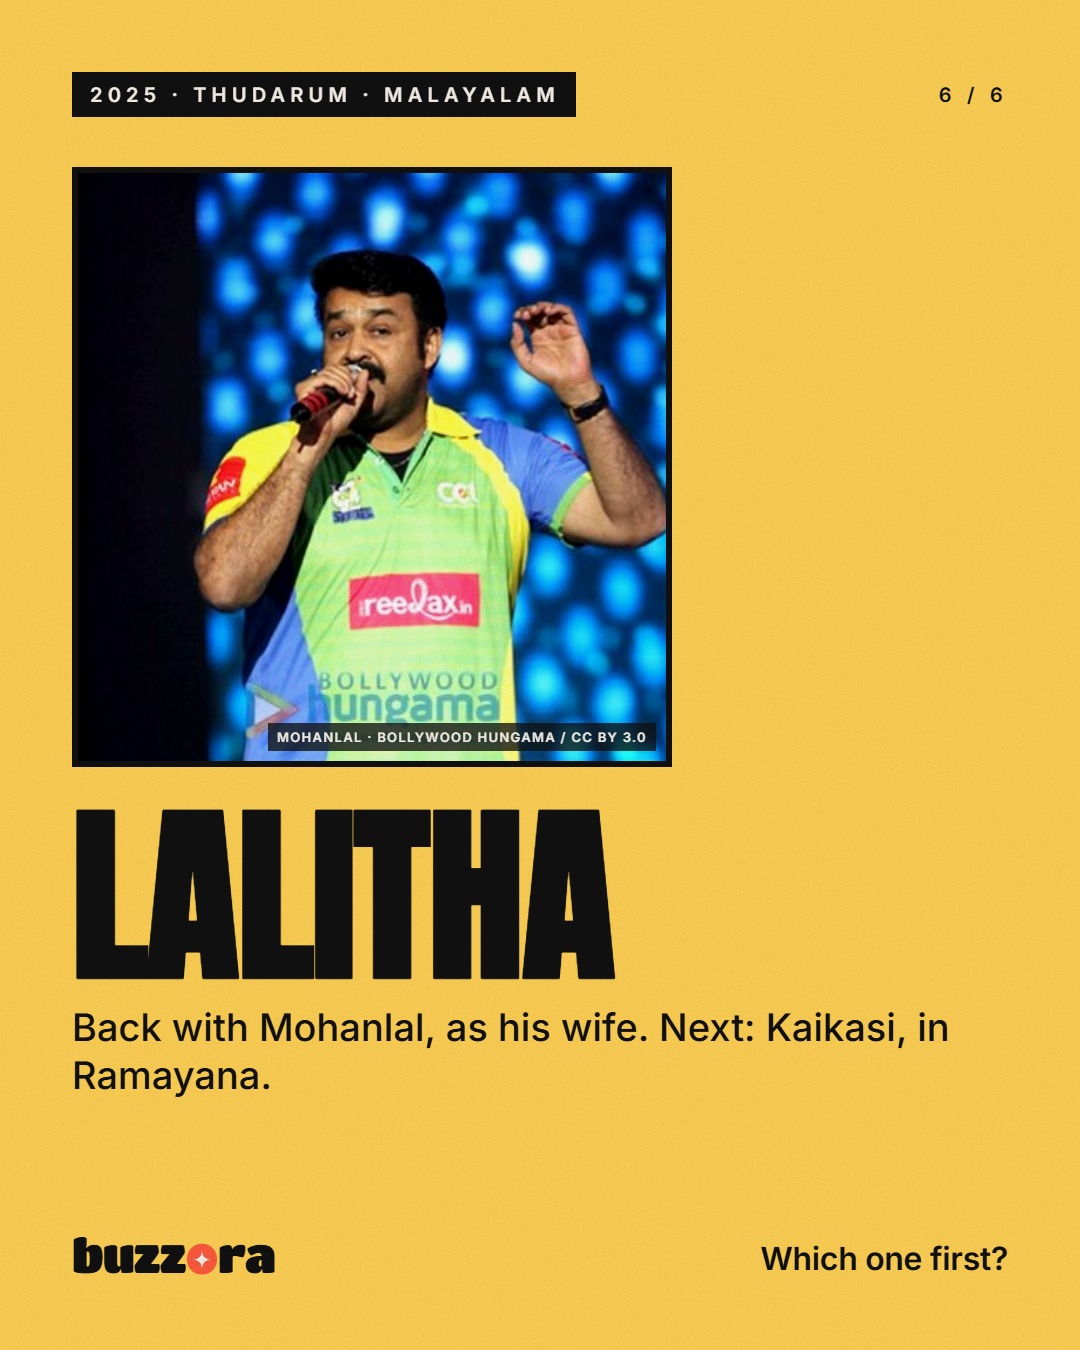 2025 · THUDARUM · MALAYALAM
6 / 6
CCL
reelax.in
BOLLYWOOD
hungama
MOHANLAL · BOLLYWOOD HUNGAMA / CC BY 3.0
LALITHA
Back with Mohanlal, as his wife. Next: Kaikasi, in
Ramayana.
buzzora
Which one first?